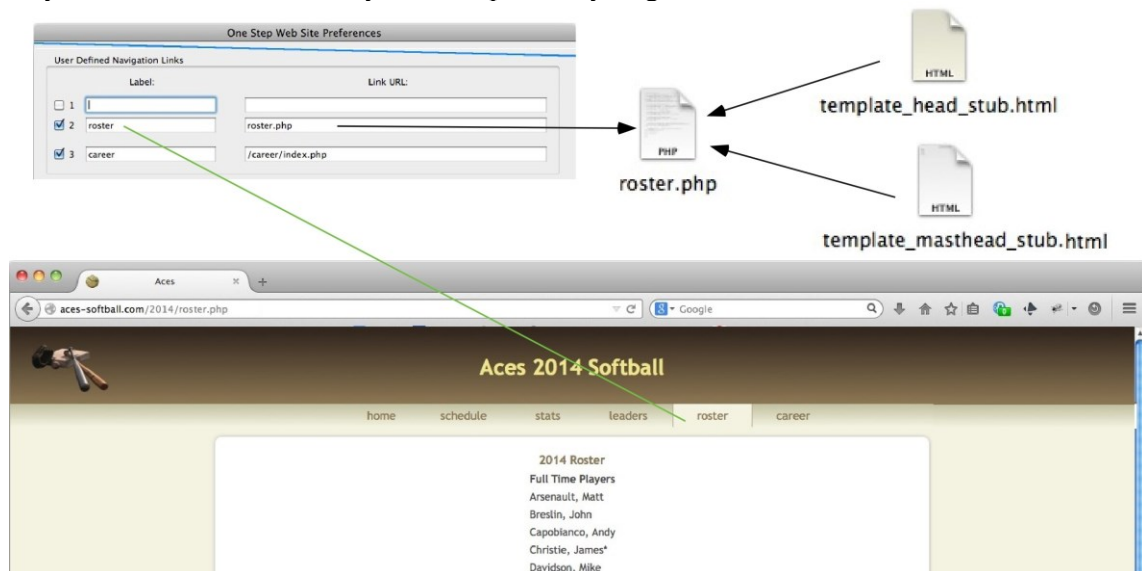 One Step Web Site Preferences
User Defined Navigation Links
Label: Link URL:
1
2 roster roster.php
3 career /career/index.php
HTML
template_head_stub.html
PHP
roster.php
HTML
template_masthead_stub.html
Aces
aces-softball.com/2014/roster.php Google
Aces 2014 Softball
home schedule stats leaders roster career
2014 Roster
Full Time Players
Arsenault, Matt
Breslin, John
Capobianco, Andy
Christie, James*
Davidson, Mike